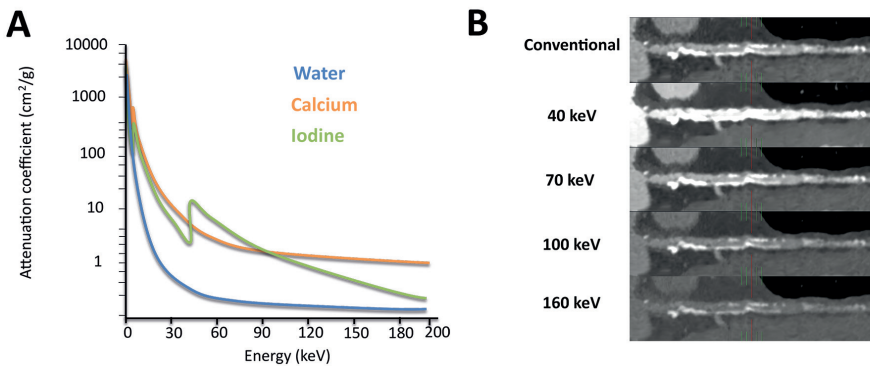 A
Attenuation coefficient (cm²/g)
10000
1000
100
10
1
Water
Calcium
Iodine
0 30 60 90 120 150 180 200
Energy (keV)
B
Conventional
40 keV
70 keV
100 keV
160 keV